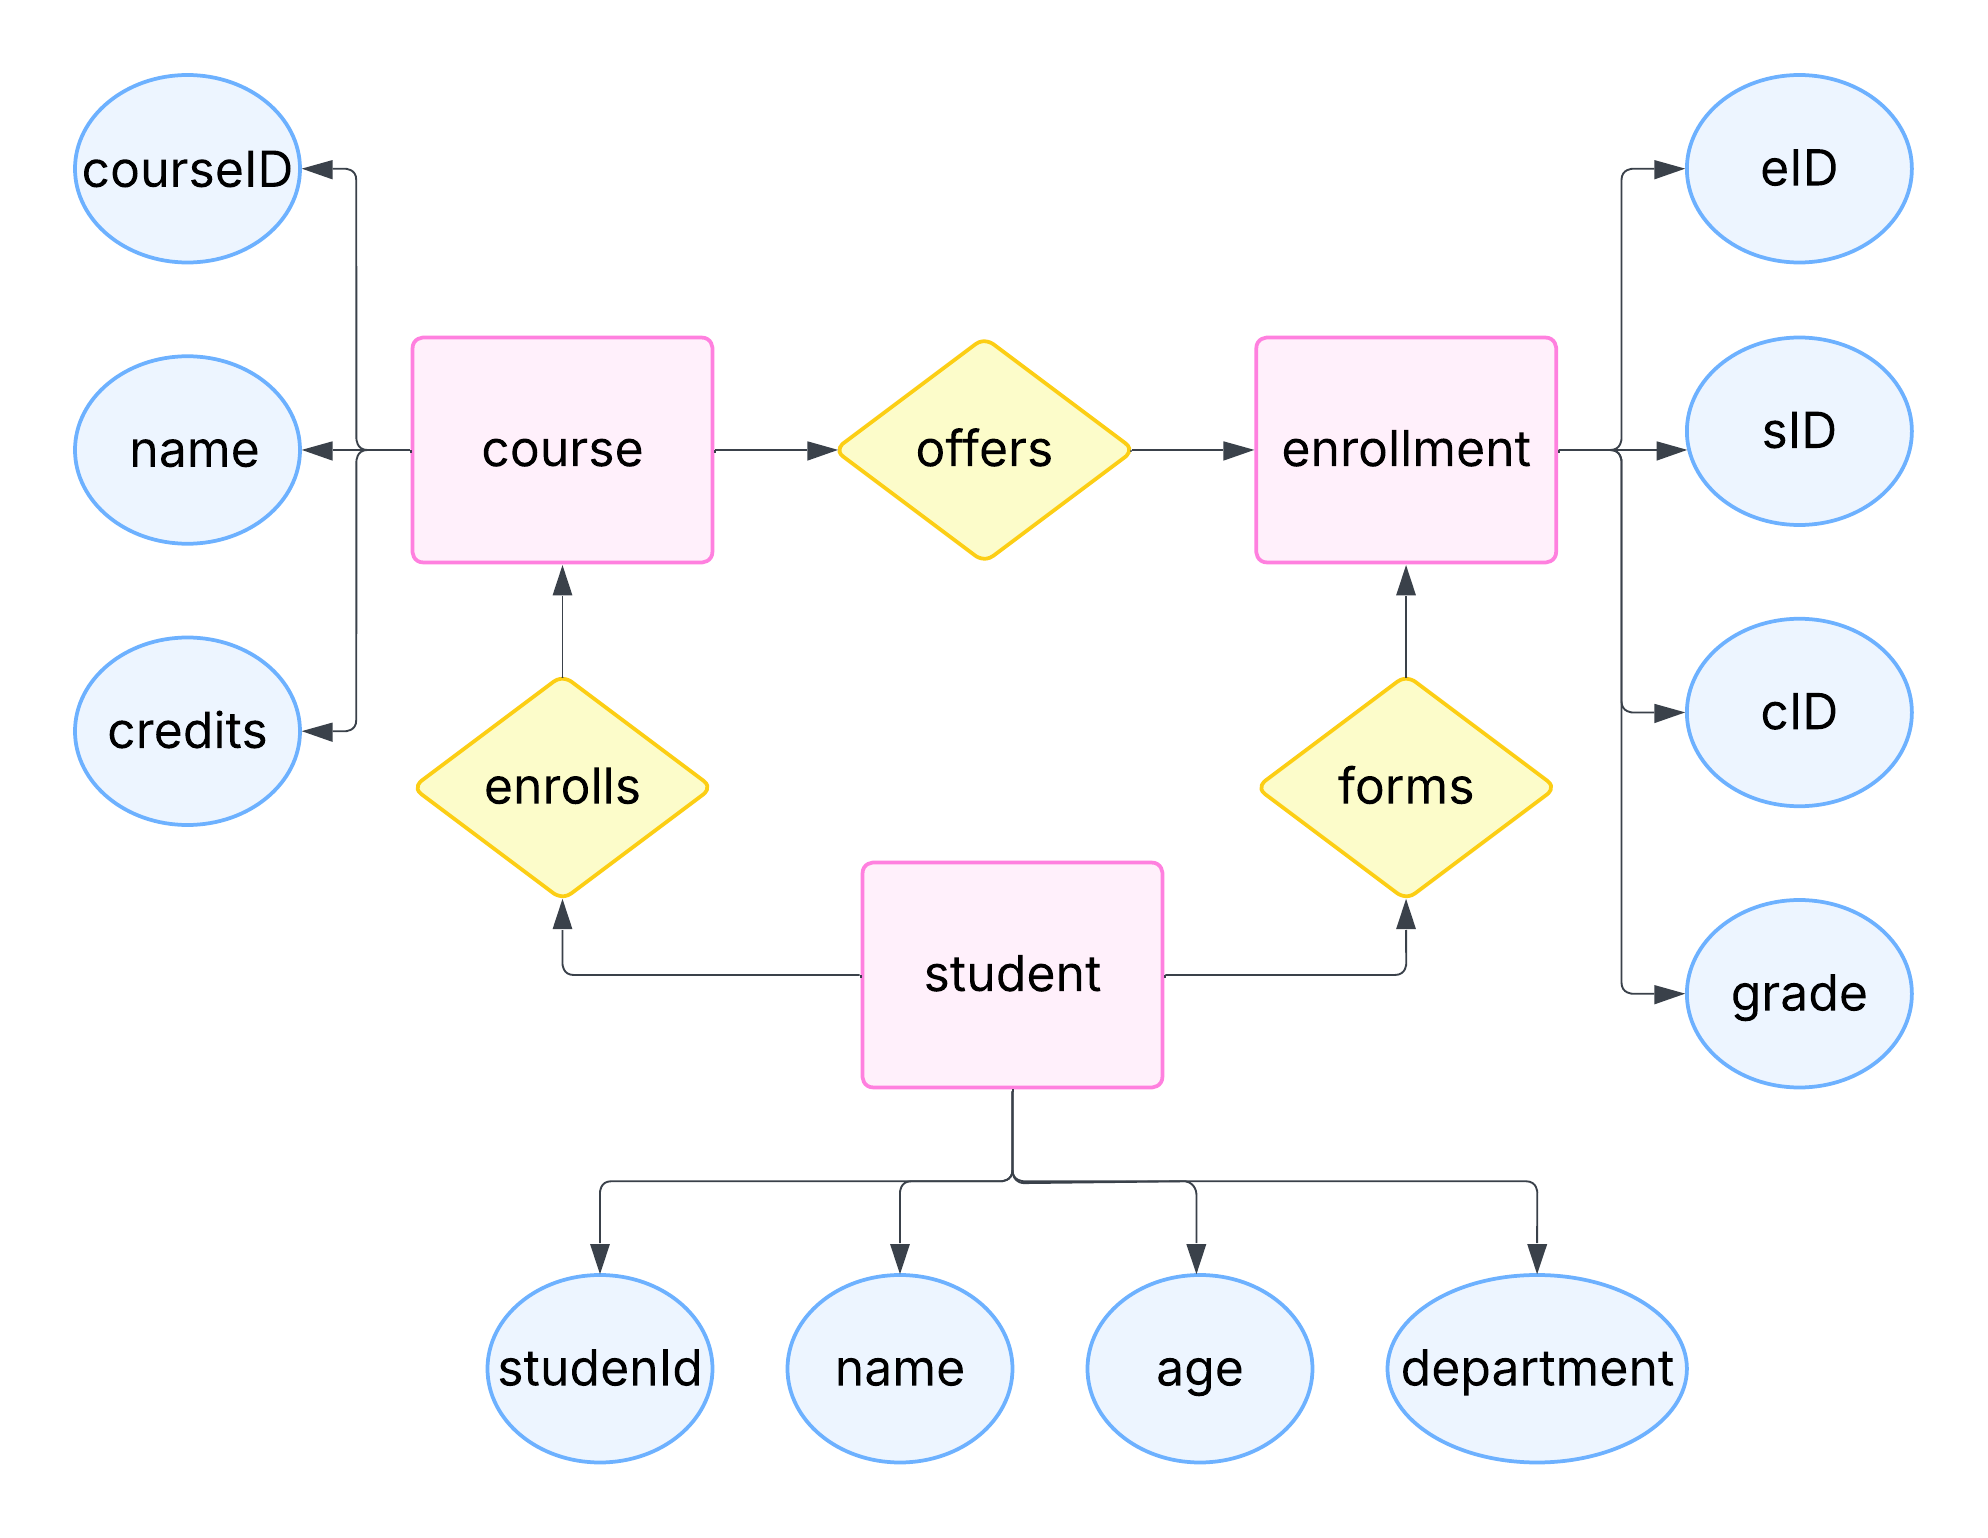 courseID
eID
name
course
offers
enrollment
sID
credits
enrolls
forms
cID
student
grade
studenId
name
age
department